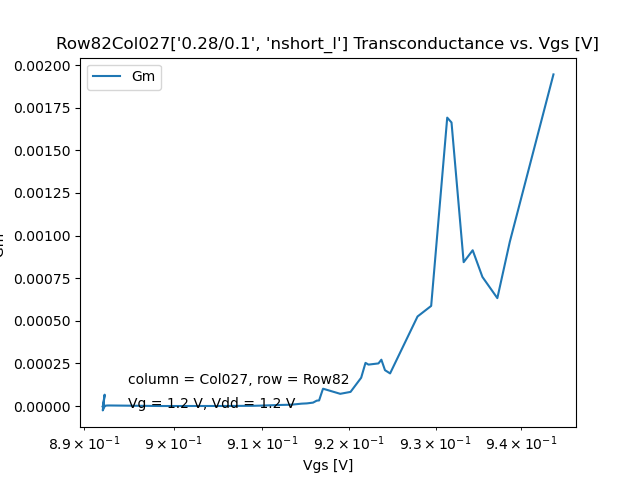 Row82Col027['0.28/0.1', 'nshort_l'] Transconductance vs. Vgs [V]
Gm
0.00200
0.00175
0.00150
0.00125
0.00100
0.00075
0.00050
0.00025
0.00000
column = Col027, row = Row82
Vg = 1.2 V, Vdd = 1.2 V
8.9 × 10⁻¹ 9 × 10⁻¹ 9.1 × 10⁻¹ 9.2 × 10⁻¹ 9.3 × 10⁻¹ 9.4 × 10⁻¹
Vgs [V]